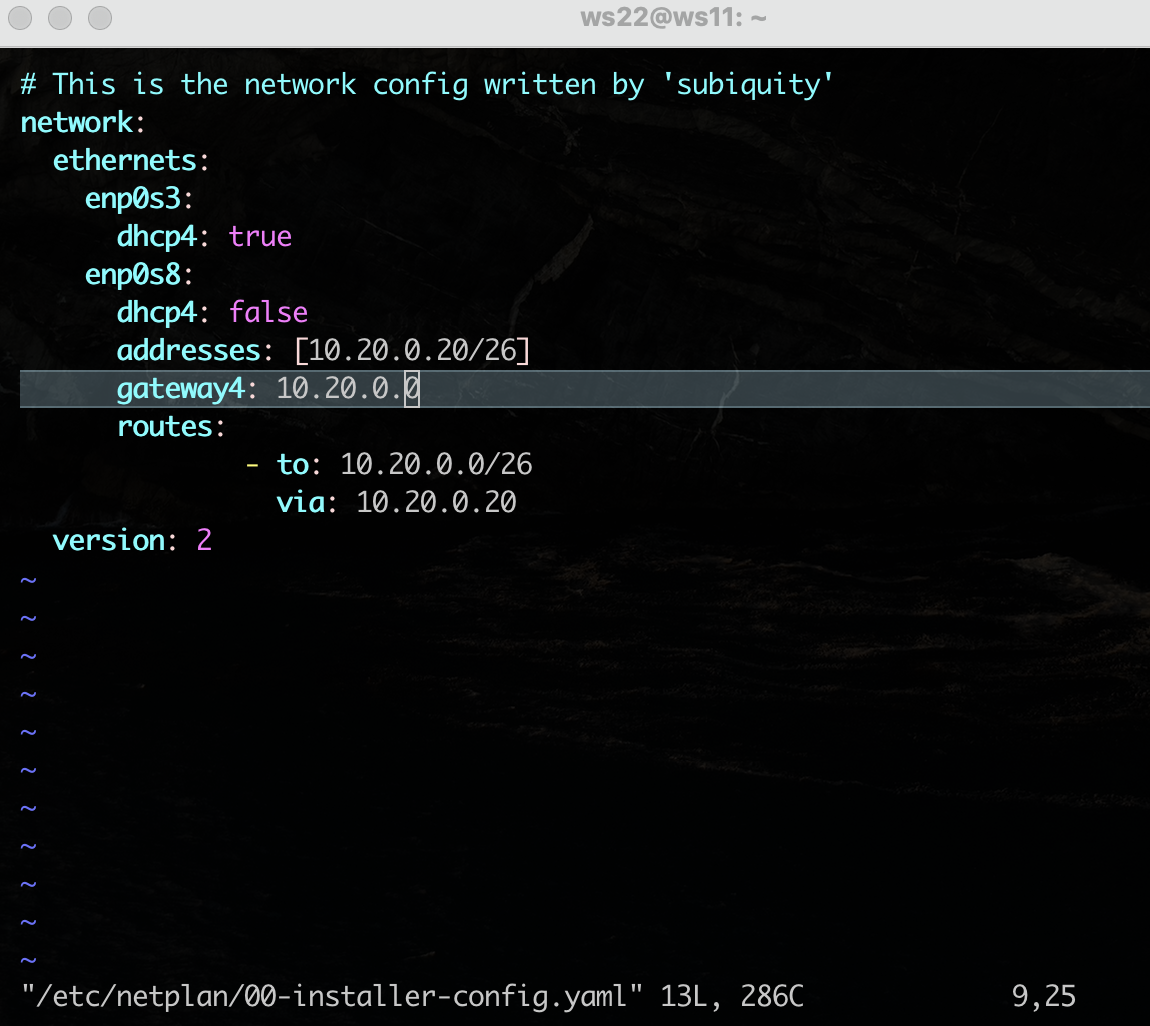 ws22@ws11: ~
# This is the network config written by 'subiquity'
network:
  ethernets:
    enp0s3:
      dhcp4: true
    enp0s8:
      dhcp4: false
      addresses: [10.20.0.20/26]
      gateway4: 10.20.0.0
      routes:
              - to: 10.20.0.0/26
                via: 10.20.0.20
  version: 2
~
~
~
~
~
~
~
~
~
~
~
"/etc/netplan/00-installer-config.yaml" 13L, 286C 9,25